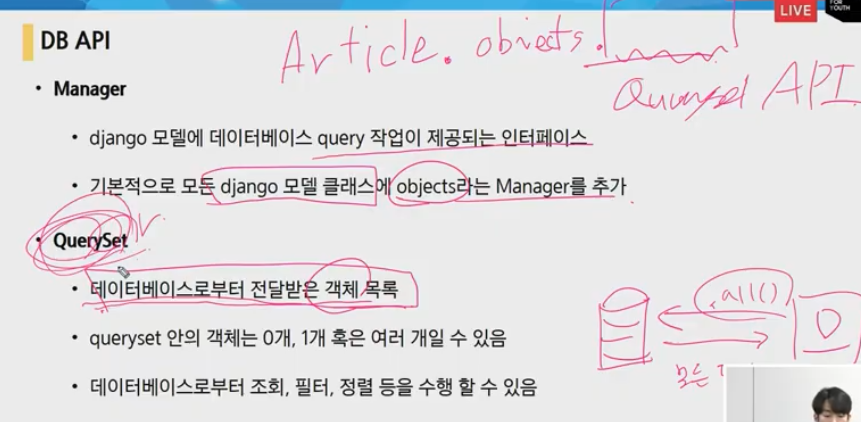 LIVE
FOR
YOUTH
DB API
Article. objects.
Queryset API
• Manager
• django 모델에 데이터베이스 query 작업이 제공되는 인터페이스
• 기본적으로 모든 django 모델 클래스에 objects라는 Manager를 추가
• QuerySet
• 데이터베이스로부터 전달받은 객체 목록
.all()
• queryset 안의 객체는 0개, 1개 혹은 여러 개일 수 있음
모든
• 데이터베이스로부터 조회, 필터, 정렬 등을 수행 할 수 있음